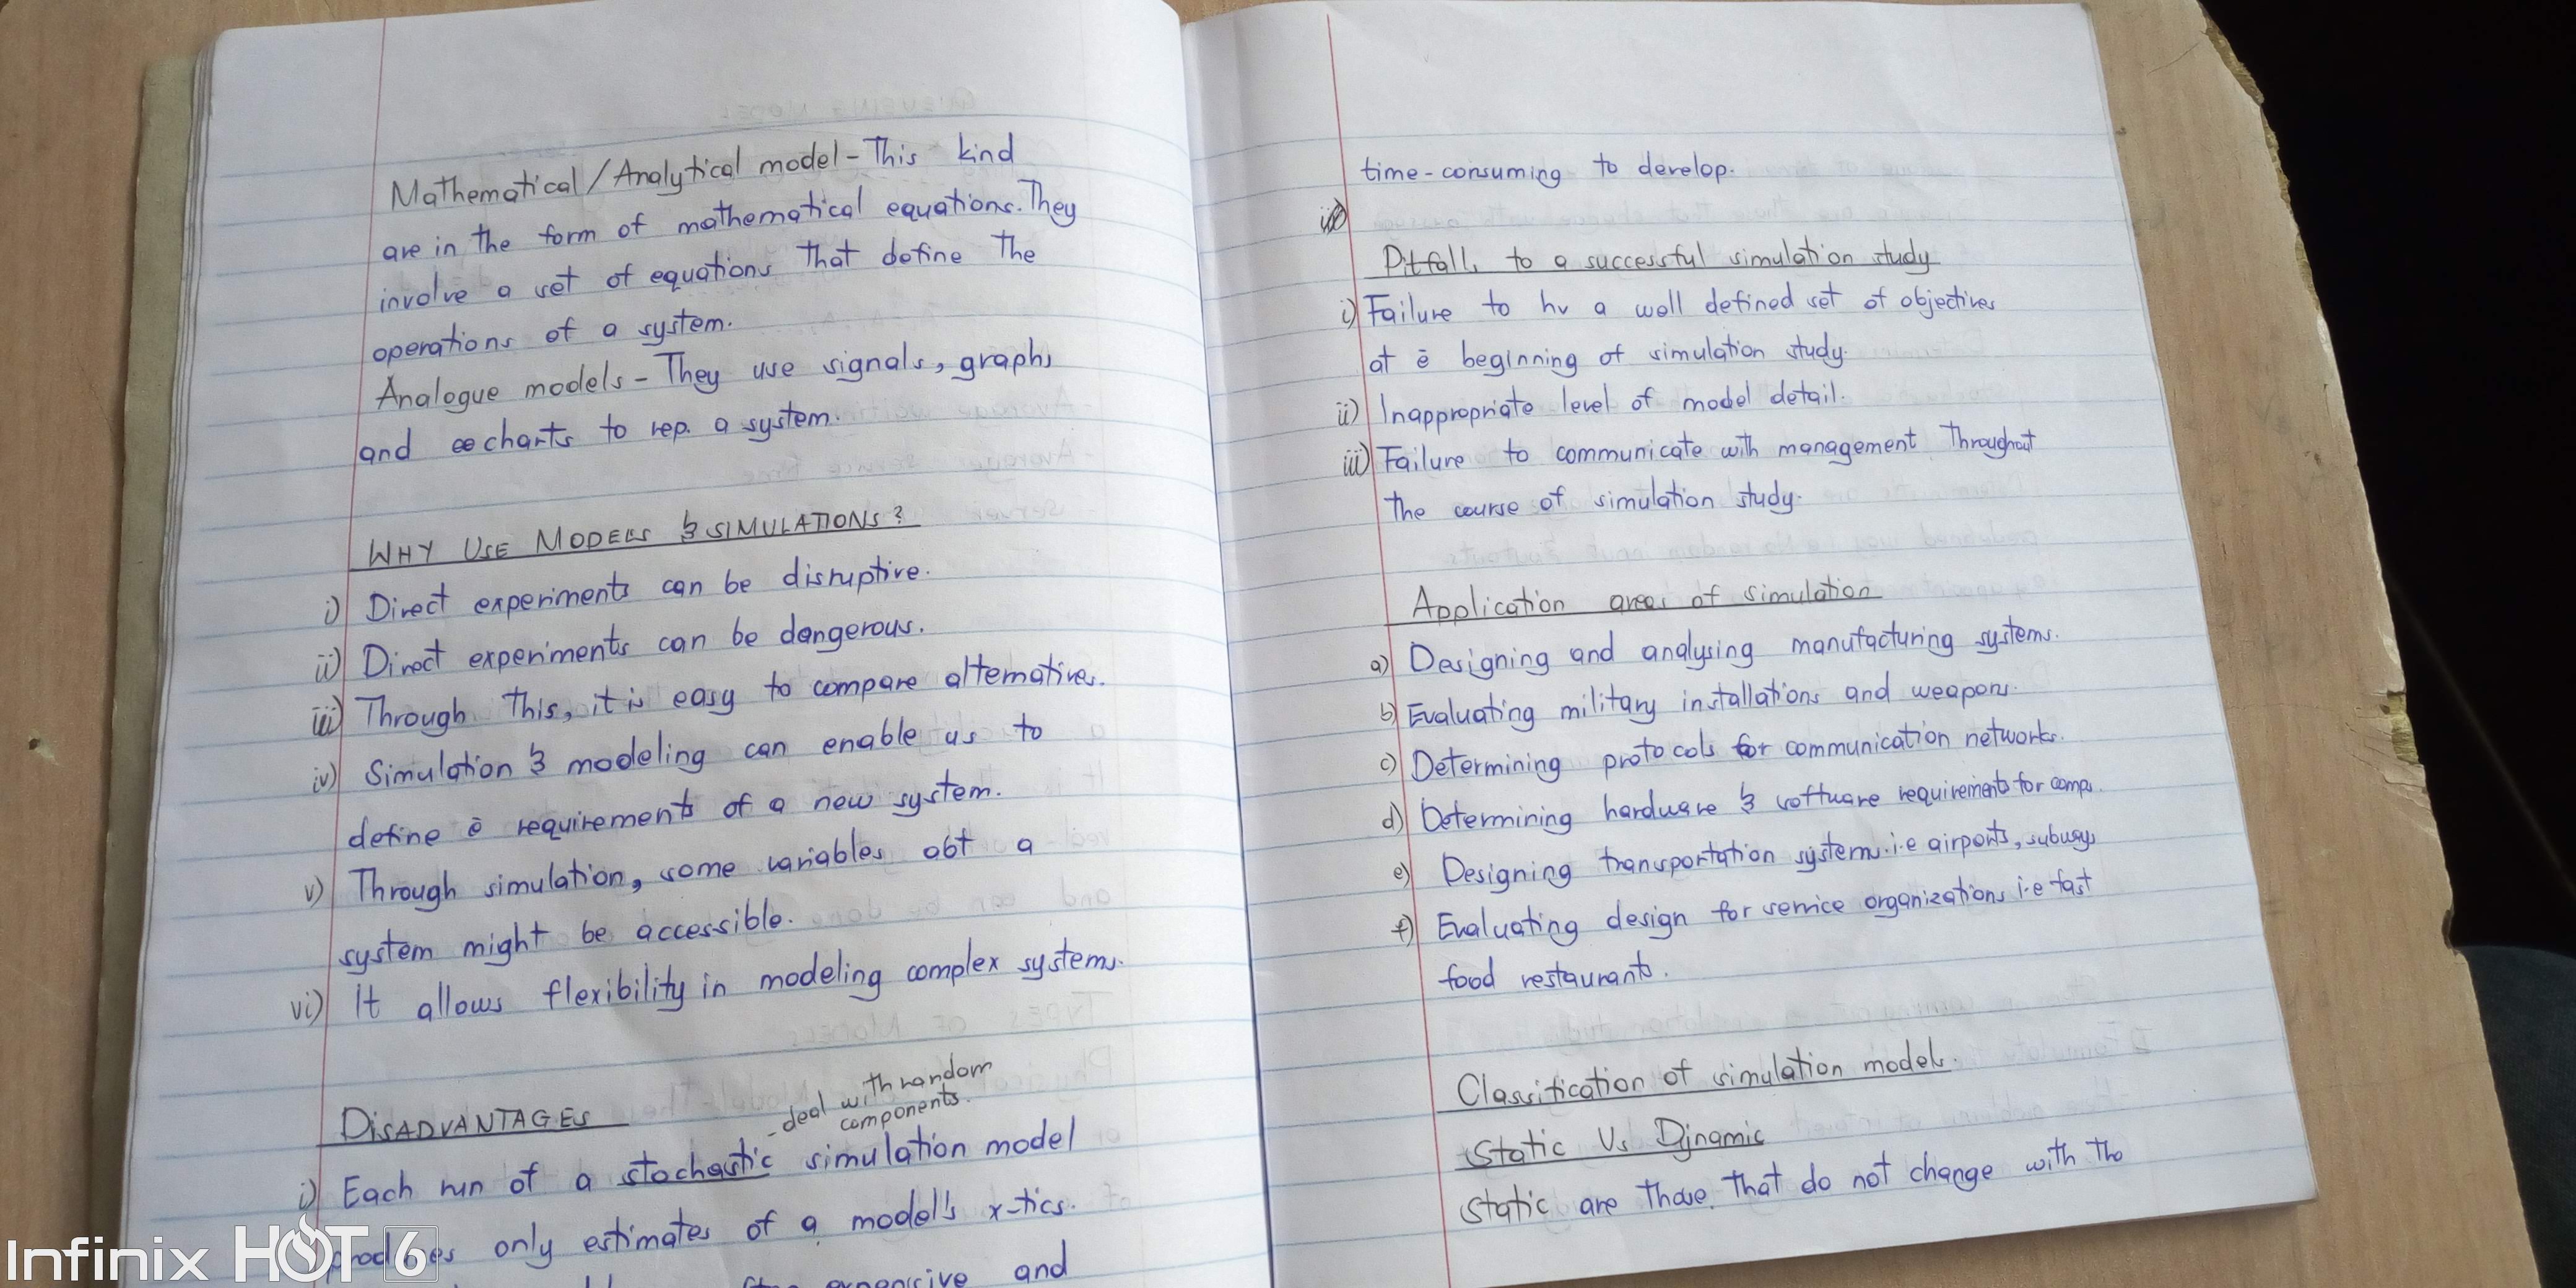 Mathematical/Analytical model - This kind
are in the form of mathematical equations. They
involve a set of equations that define the
operations of a system.
Analogue models - They use signals, graphs
and charts to rep. a system.
WHY USE MODELS & SIMULATIONS?
i) Direct experiments can be disruptive.
ii) Direct experiments can be dangerous.
iii) Through this, it is easy to compare alternatives.
iv) Simulation & modeling can enable us to
define ē requirements of a new system.
v) Through simulation, some variables abt a
system might be accessible.
vi) It allows flexibility in modeling complex systems.
DISADVANTAGES
- deal with random
components.
i) Each run of a stochastic simulation model
produces only estimates of a model's x-tics.
expensive and
time-consuming to develop.
Pitfalls to a successful simulation study
i) Failure to hv a well defined set of objectives
at ē beginning of simulation study.
ii) Inappropriate level of model detail.
iii) Failure to communicate with management throughout
the course of simulation study.
Application areas of simulation
a) Designing and analysing manufacturing systems.
b) Evaluating military installations and weapons.
c) Determining protocols for communication networks.
d) Determining hardware & software requirements for comps.
e) Designing transportation systems. i.e airports, subways
f) Evaluating design for service organizations i.e fast
food restaurants.
Classification of simulation models.
Static Vs Dynamic
Static are those that do not change with the
Infinix HOT 6